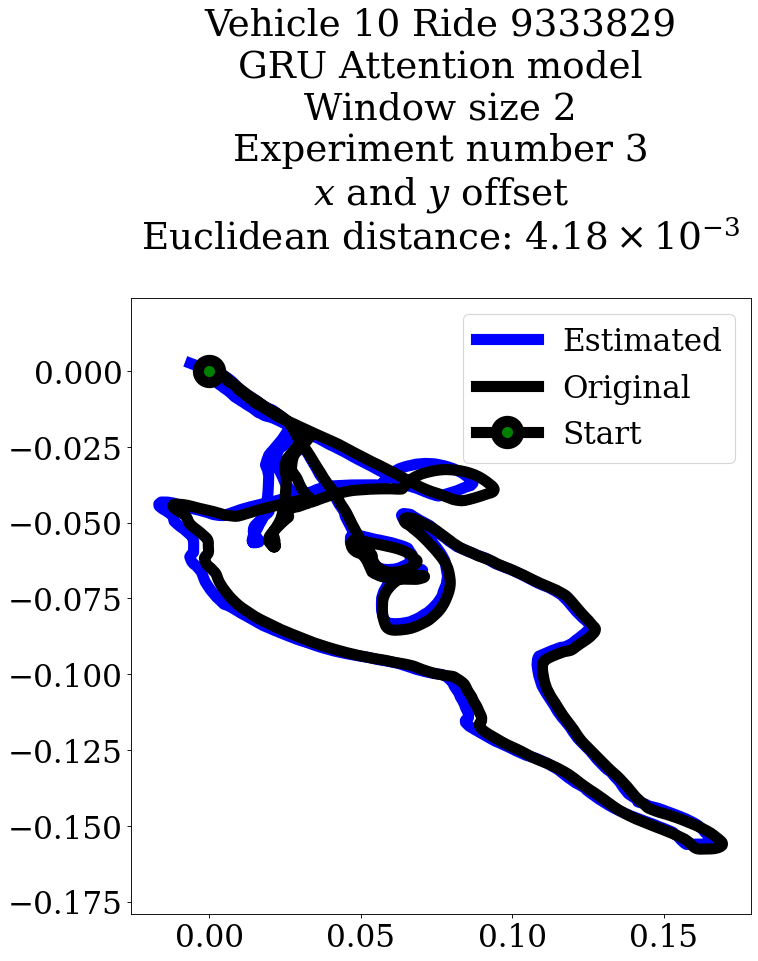 Vehicle 10 Ride 9333829
GRU Attention model
Window size 2
Experiment number 3
x and y offset
Euclidean distance: 4.18 × 10⁻³
Estimated
Original
Start
0.000
−0.025
−0.050
−0.075
−0.100
−0.125
−0.150
−0.175
0.00 0.05 0.10 0.15